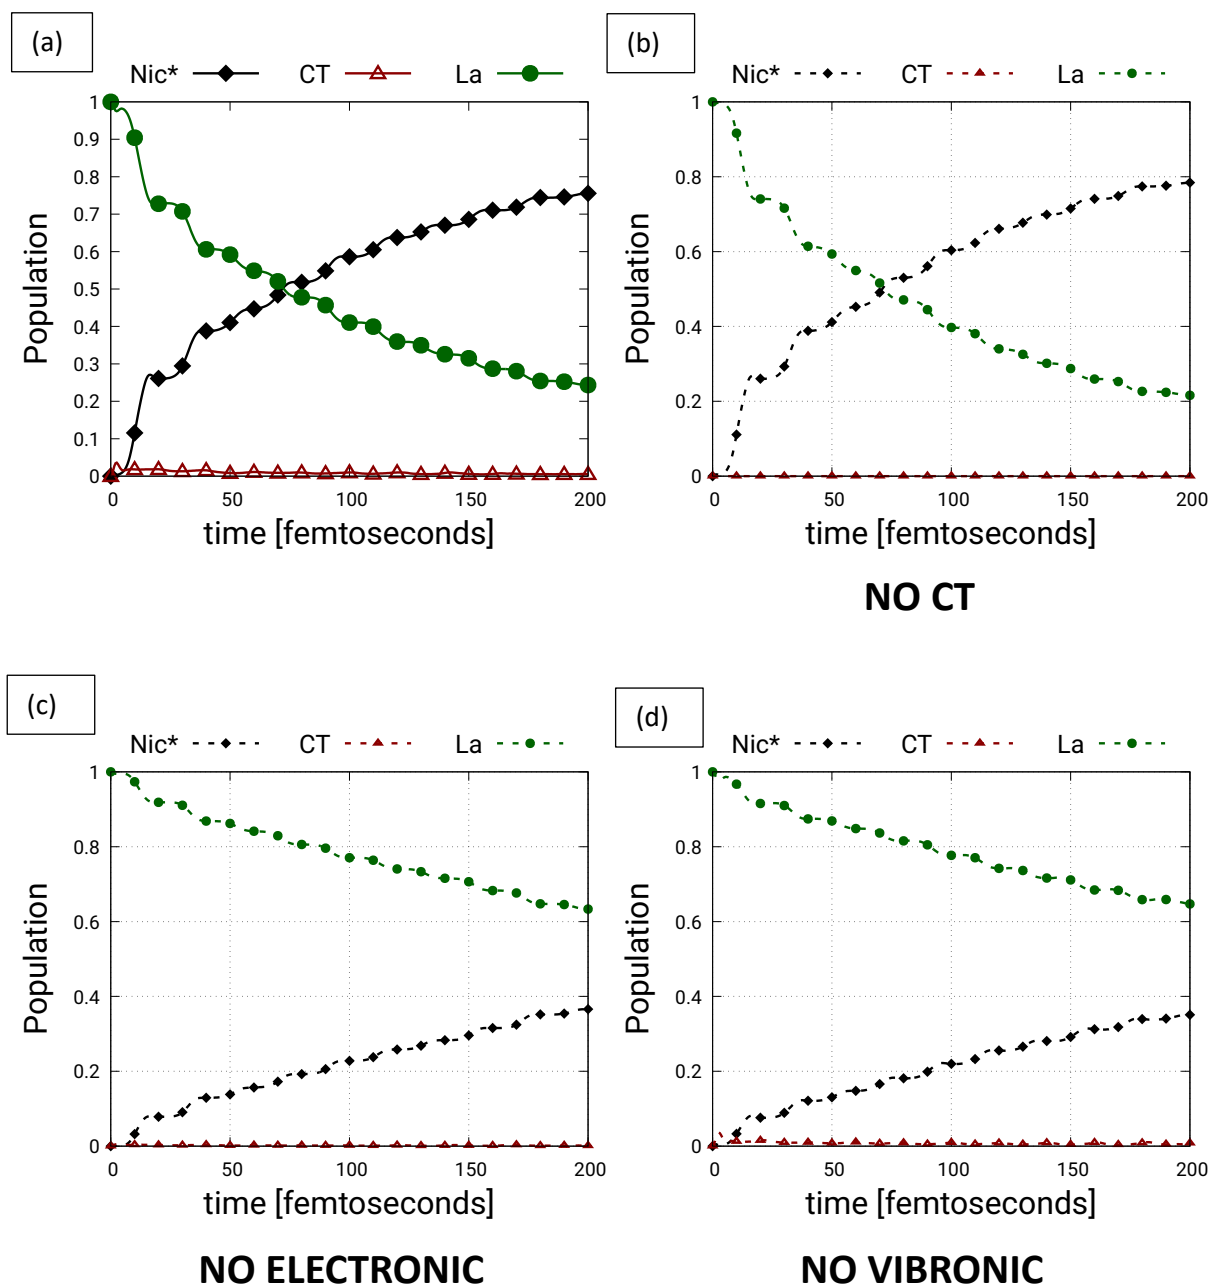 (a)
(b)
Nic* CT La
Nic* CT La
1
0.9
0.8
0.7
0.6
0.5
0.4
0.3
0.2
0.1
0
Population
0 50 100 150 200
time [femtoseconds]
1
0.8
0.6
0.4
0.2
0
Population
0 50 100 150 200
time [femtoseconds]
NO CT
(c)
(d)
Nic* CT La
Nic* CT La
1
0.8
0.6
0.4
0.2
0
Population
0 50 100 150 200
time [femtoseconds]
NO ELECTRONIC
1
0.8
0.6
0.4
0.2
0
Population
0 50 100 150 200
time [femtoseconds]
NO VIBRONIC